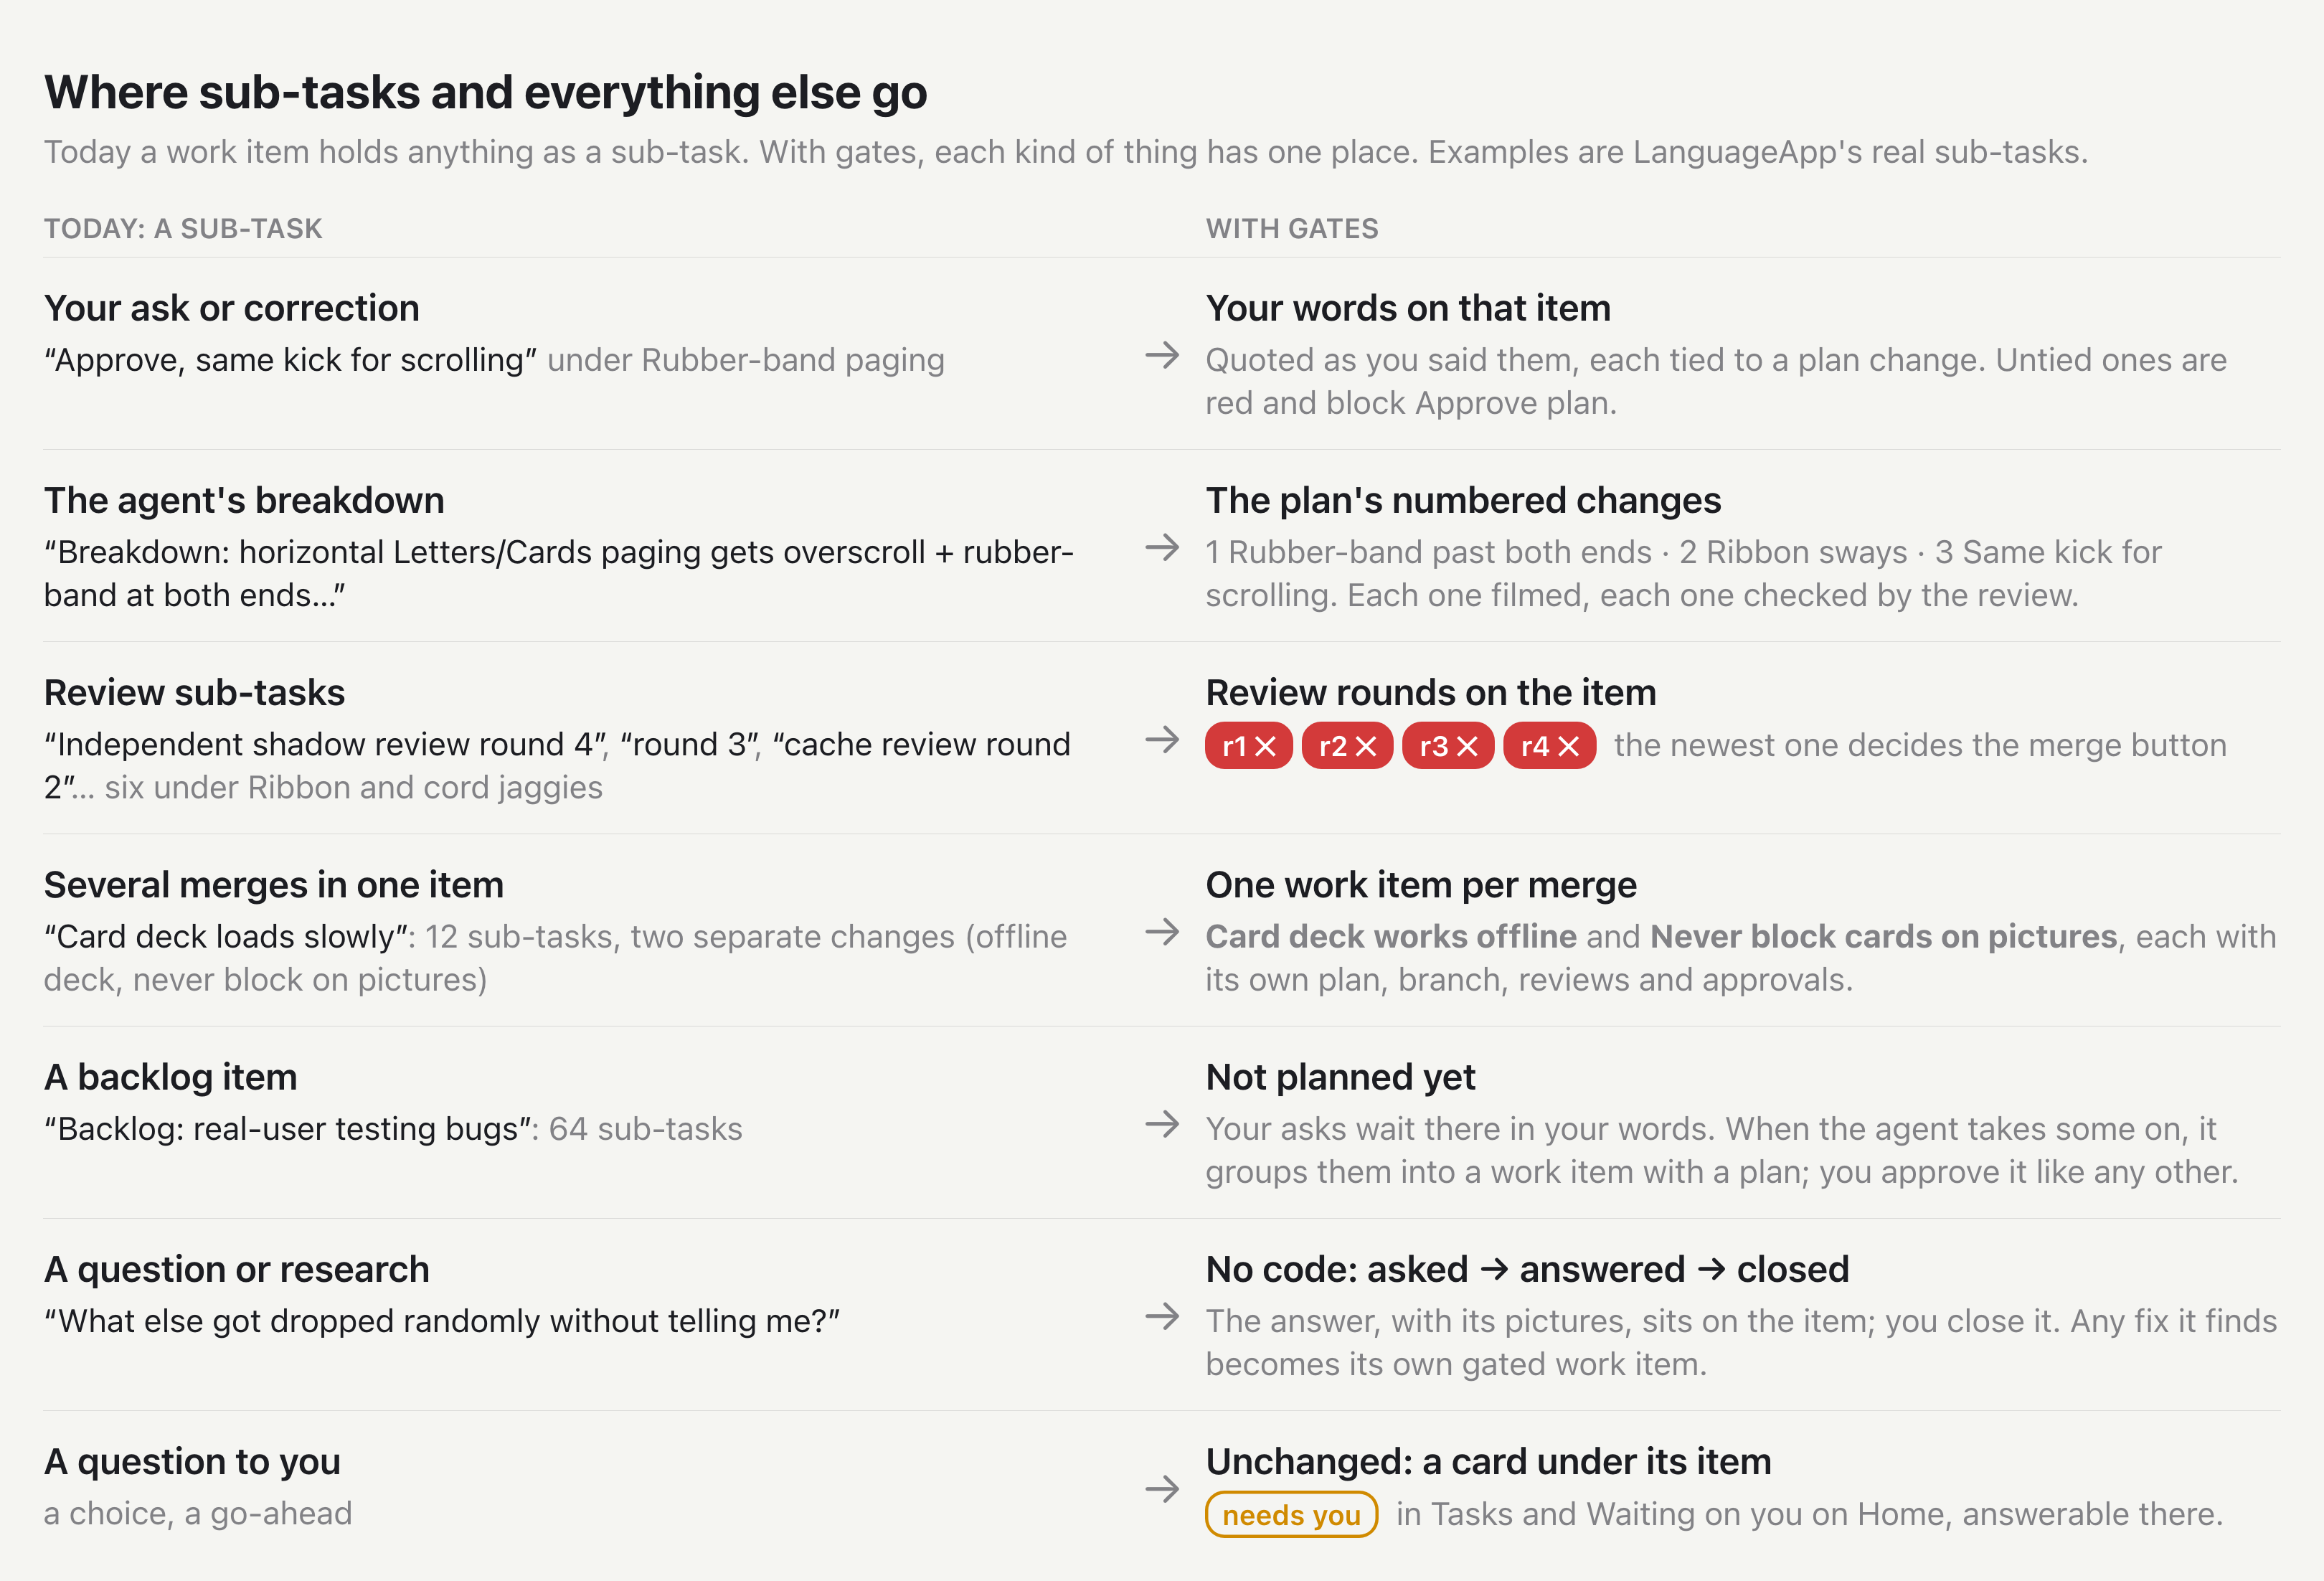 Where sub-tasks and everything else go
Today a work item holds anything as a sub-task. With gates, each kind of thing has one place. Examples are LanguageApp's real sub-tasks.
TODAY: A SUB-TASK
WITH GATES
Your ask or correction
“Approve, same kick for scrolling” under Rubber-band paging
→
Your words on that item
Quoted as you said them, each tied to a plan change. Untied ones are
red and block Approve plan.
The agent's breakdown
“Breakdown: horizontal Letters/Cards paging gets overscroll + rubber-
band at both ends...”
→
The plan's numbered changes
1 Rubber-band past both ends · 2 Ribbon sways · 3 Same kick for
scrolling. Each one filmed, each one checked by the review.
Review sub-tasks
“Independent shadow review round 4”, “round 3”, “cache review round
2”... six under Ribbon and cord jaggies
→
Review rounds on the item
r1 × r2 × r3 × r4 × the newest one decides the merge button
Several merges in one item
“Card deck loads slowly”: 12 sub-tasks, two separate changes (offline
deck, never block on pictures)
→
One work item per merge
Card deck works offline and Never block cards on pictures, each with
its own plan, branch, reviews and approvals.
A backlog item
“Backlog: real-user testing bugs”: 64 sub-tasks
→
Not planned yet
Your asks wait there in your words. When the agent takes some on, it
groups them into a work item with a plan; you approve it like any other.
A question or research
“What else got dropped randomly without telling me?”
→
No code: asked → answered → closed
The answer, with its pictures, sits on the item; you close it. Any fix it finds
becomes its own gated work item.
A question to you
a choice, a go-ahead
→
Unchanged: a card under its item
needs you in Tasks and Waiting on you on Home, answerable there.